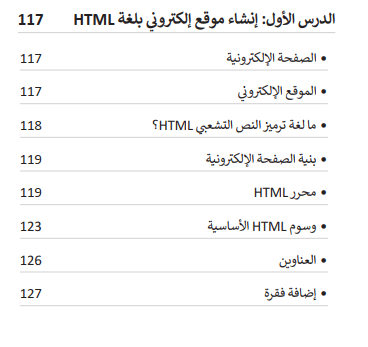 الدرس الأول: إنشاء موقع إلكتروني بلغة HTML 117
• الصفحة الإلكترونية 117
• الموقع الإلكتروني 117
• ما لغة ترميز النص التشعبي HTML؟ 118
• بنية الصفحة الإلكترونية 119
• محرر HTML 119
• وسوم HTML الأساسية 123
• العناوين 126
• إضافة فقرة 127